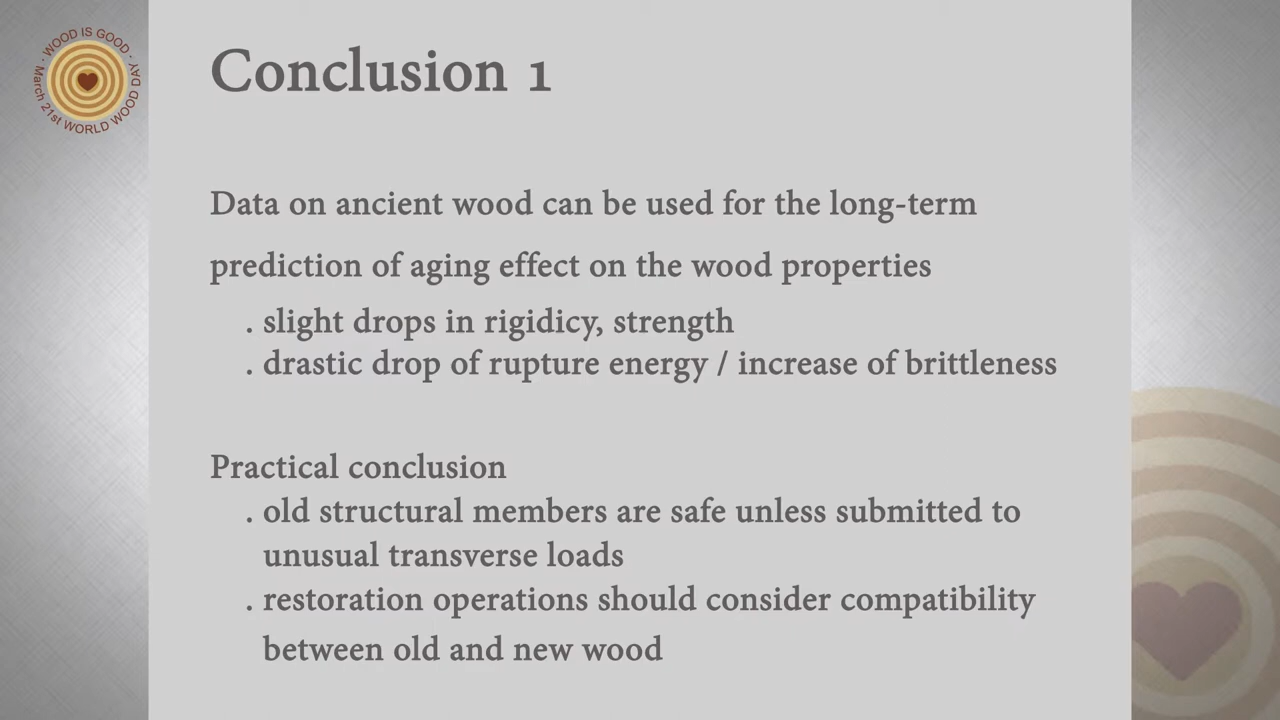 WOOD IS GOOD · March 21st WORLD WOOD DAY ·
Conclusion 1
Data on ancient wood can be used for the long-term
prediction of aging effect on the wood properties
. slight drops in rigidicy, strength
. drastic drop of rupture energy / increase of brittleness
Practical conclusion
. old structural members are safe unless submitted to
unusual transverse loads
. restoration operations should consider compatibility
between old and new wood